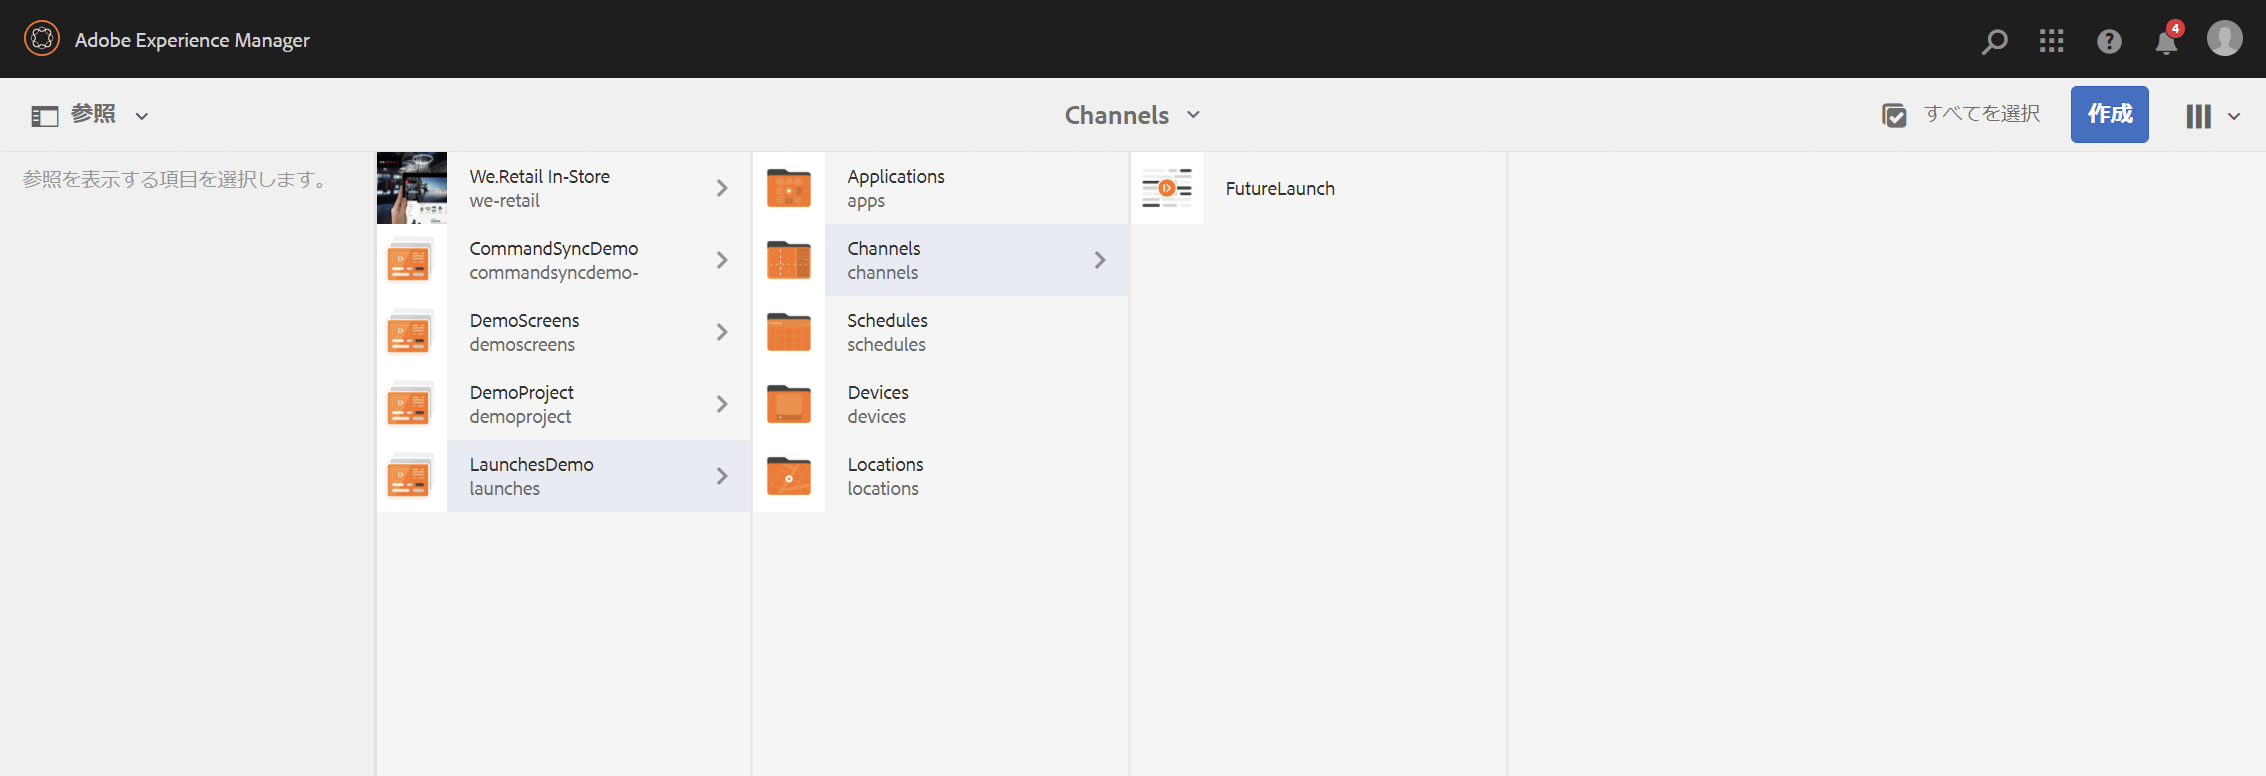 Adobe Experience Manager
4
参照
Channels
すべてを選択
作成
参照を表示する項目を選択します。
We.Retail In-Store
we-retail
CommandSyncDemo
commandsyncdemo-
DemoScreens
demoscreens
DemoProject
demoproject
LaunchesDemo
launches
Applications
apps
Channels
channels
Schedules
schedules
Devices
devices
Locations
locations
FutureLaunch